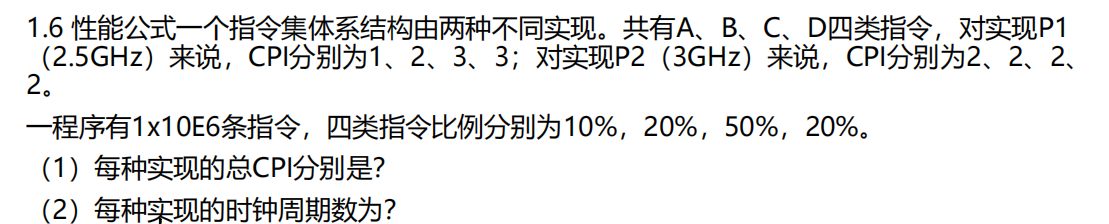 1.6 性能公式一个指令集体系结构由两种不同实现。共有A、B、C、D四类指令，对实现P1
（2.5GHz）来说，CPI分别为1、2、3、3；对实现P2（3GHz）来说，CPI分别为2、2、2、
2。
一程序有1x10E6条指令，四类指令比例分别为10%，20%，50%，20%。
（1）每种实现的总CPI分别是？
（2）每种实现的时钟周期数为？